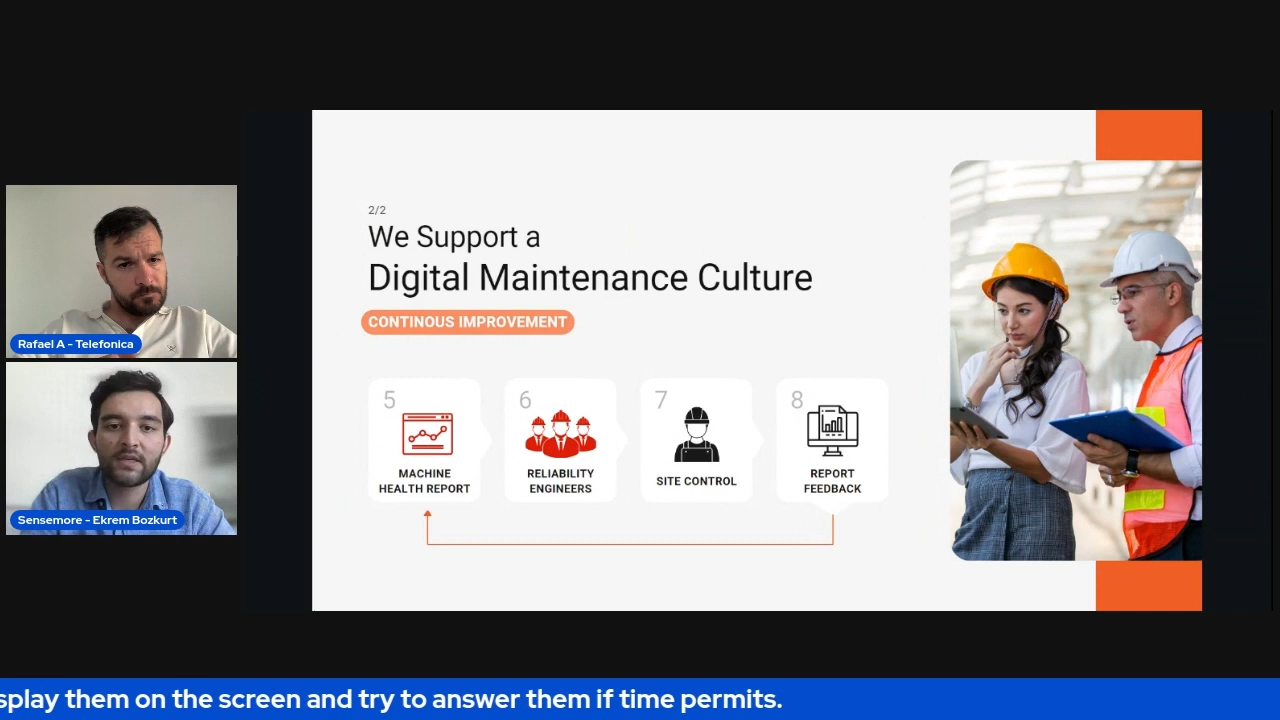 Rafael A - Telefonica
Sensemore - Ekrem Bozkurt
2/2
We Support a
Digital Maintenance Culture
CONTINOUS IMPROVEMENT
5
MACHINE
HEALTH REPORT
6
RELIABILITY
ENGINEERS
7
SITE CONTROL
8
REPORT
FEEDBACK
splay them on the screen and try to answer them if time permits.